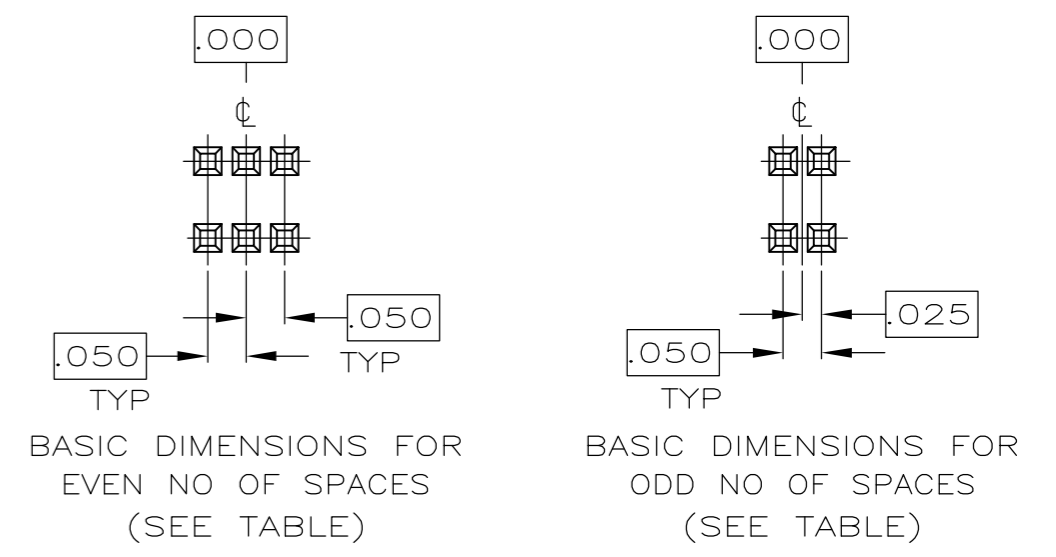 .000
℄
.050
.050
TYP
TYP
BASIC DIMENSIONS FOR
EVEN NO OF SPACES
(SEE TABLE)
.000
℄
.025
.050
TYP
BASIC DIMENSIONS FOR
ODD NO OF SPACES
(SEE TABLE)